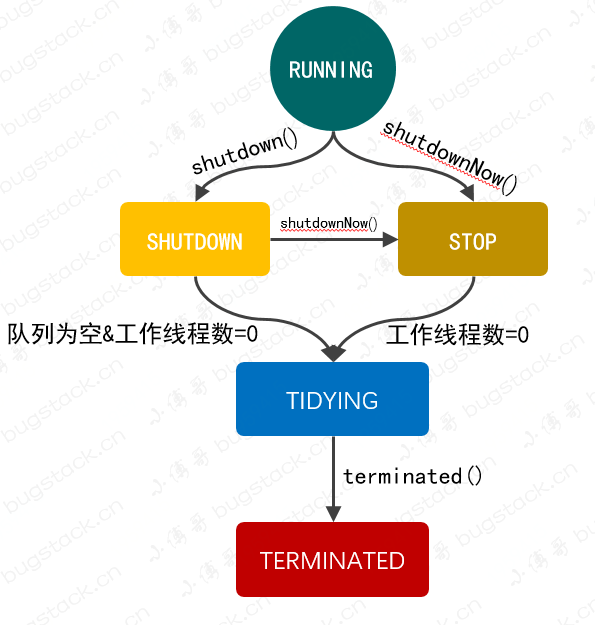 RUNNING
shutdown()
shutdownNow()
SHUTDOWN
shutdownNow()
STOP
队列为空&工作线程数=0
工作线程数=0
TIDYING
terminated()
TERMINATED
小傅哥 bugstack.cn